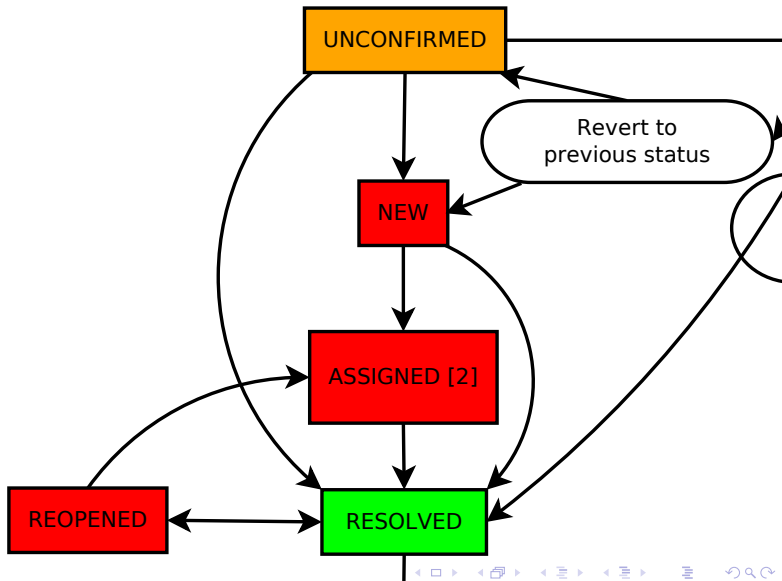 UNCONFIRMED
Revert to
previous status
NEW
ASSIGNED [2]
REOPENED
RESOLVED